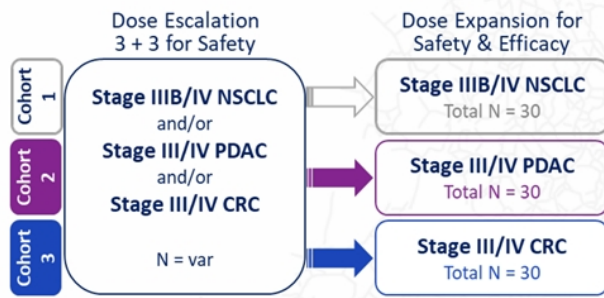 Dose Escalation
3 + 3 for Safety
Dose Expansion for
Safety & Efficacy
Cohort
1
Cohort
2
Cohort
3
Stage IIIB/IV NSCLC
and/or
Stage III/IV PDAC
and/or
Stage III/IV CRC
N = var
Stage IIIB/IV NSCLC
Total N = 30
Stage III/IV PDAC
Total N = 30
Stage III/IV CRC
Total N = 30